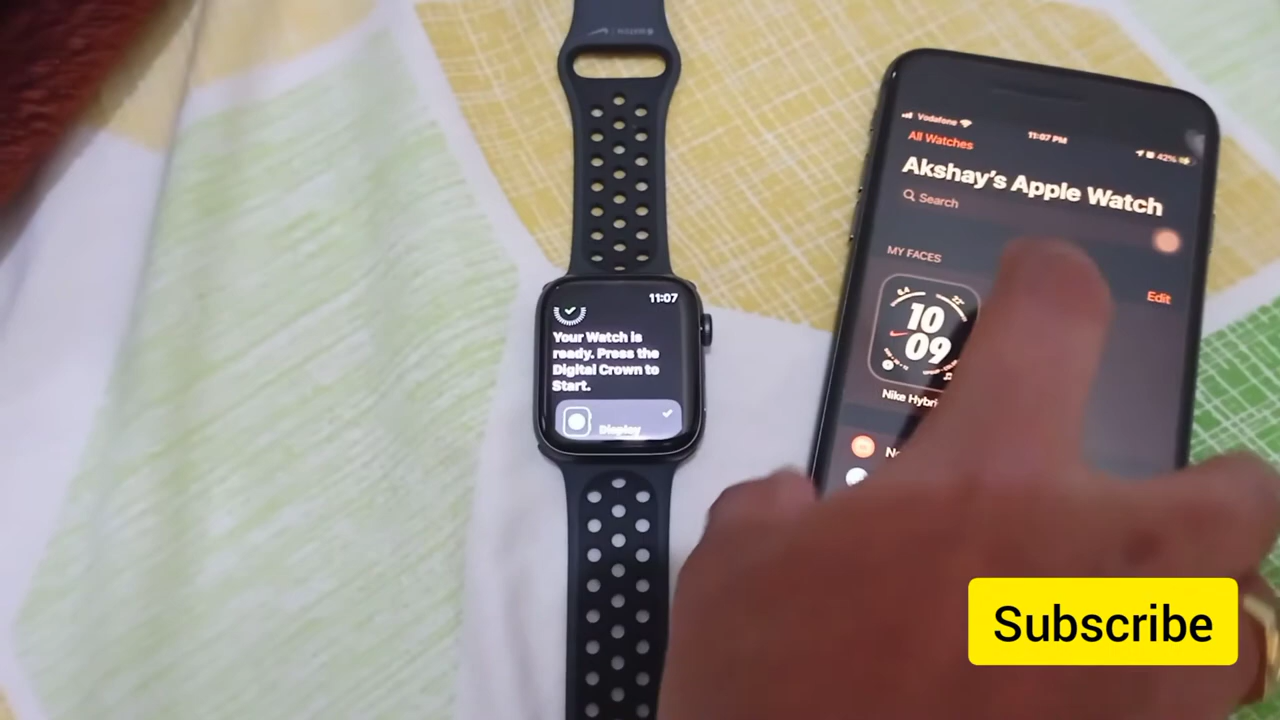 WATCH
11:07
Your Watch is
ready. Press the
Digital Crown to
Start.
Display
Vodafone
11:07 PM
42%
All Watches
Akshay's Apple Watch
Search
MY FACES
Edit
10
09
Nike Hybri
Subscribe